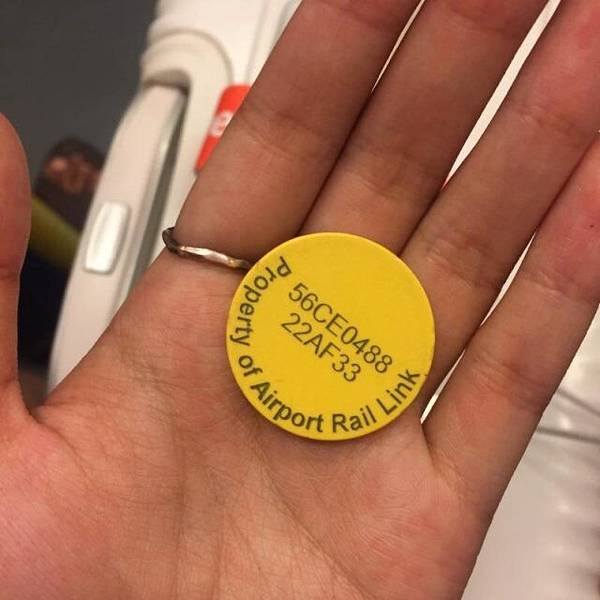 56CE0488
22AF33
Property of Airport Rail Link